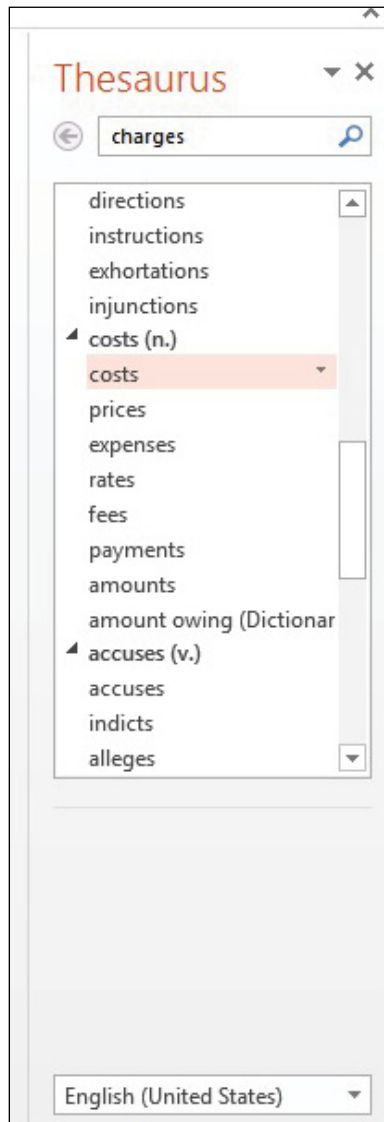 Thesaurus
charges
directions
instructions
exhortations
injunctions
costs (n.)
costs
prices
expenses
rates
fees
payments
amounts
amount owing (Dictionar
accuses (v.)
accuses
indicts
alleges
English (United States)